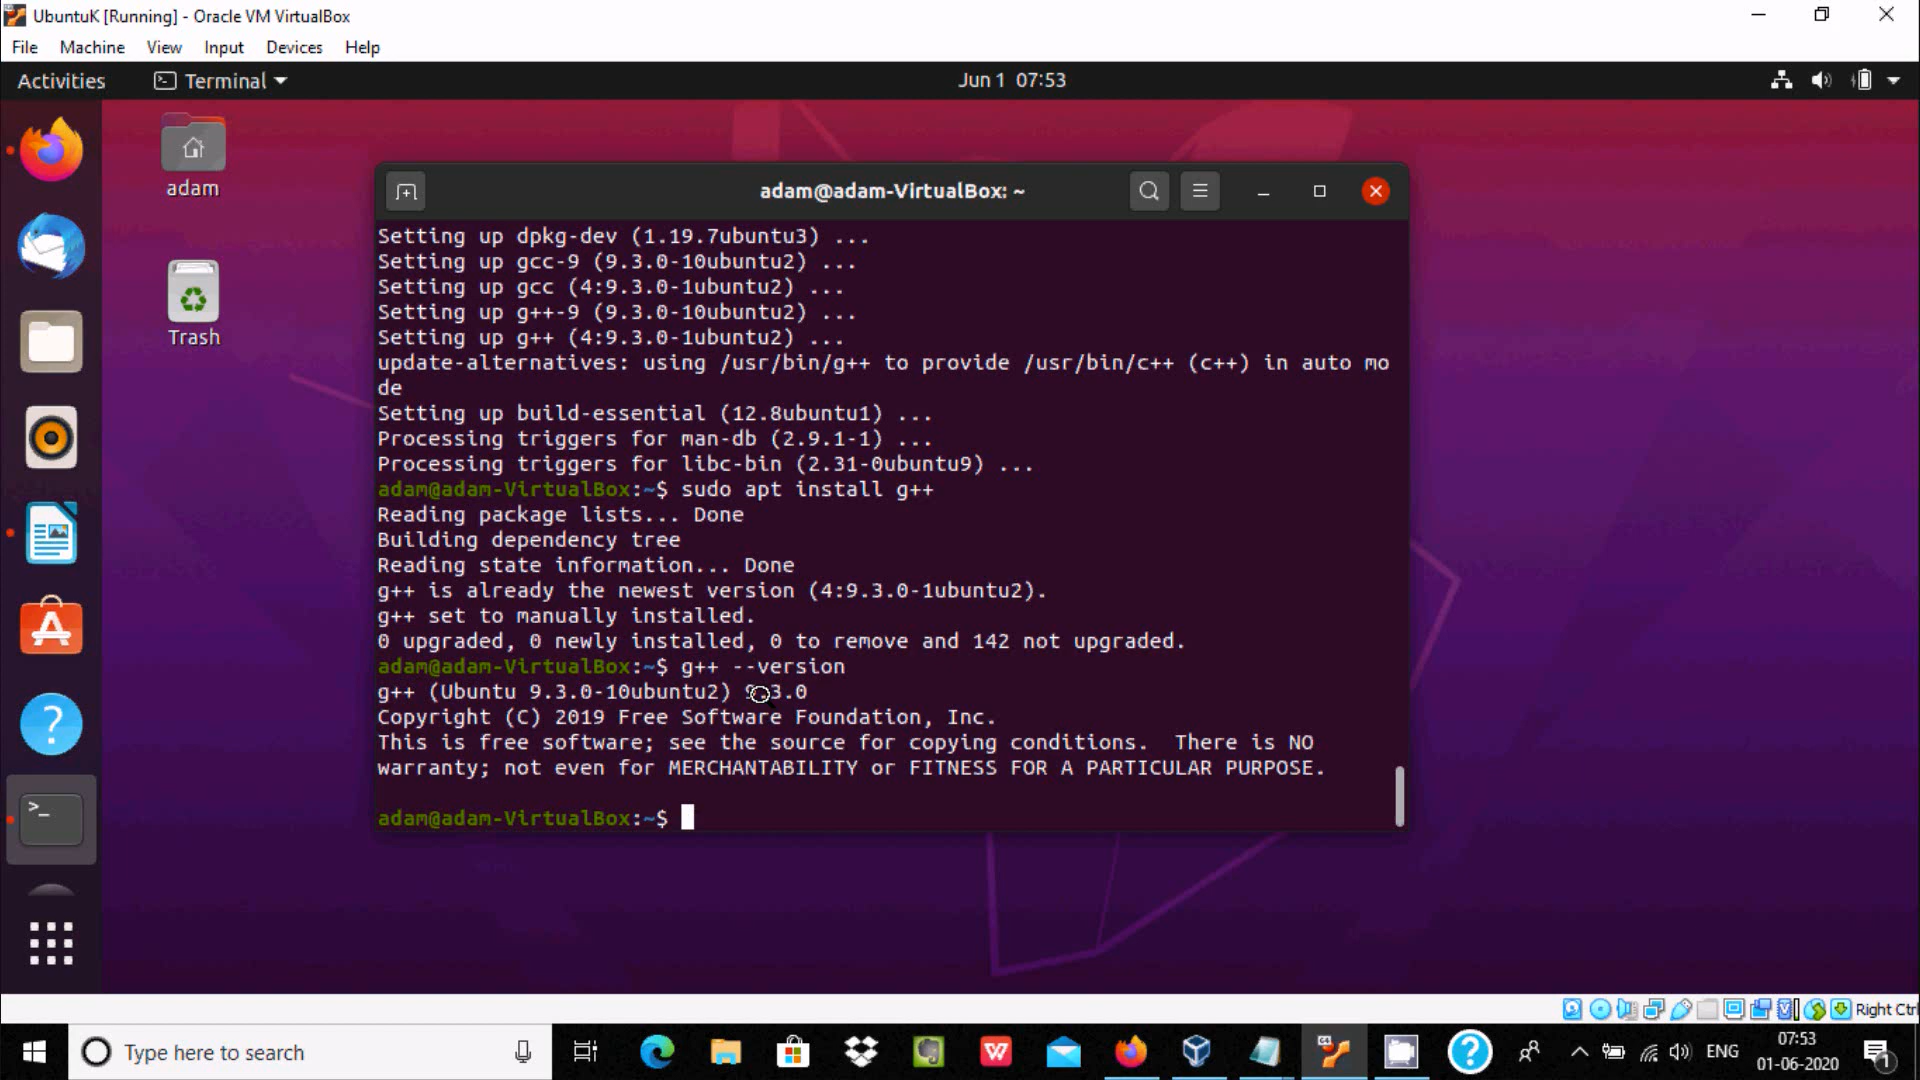 UbuntuK [Running] - Oracle VM VirtualBox
File Machine View Input Devices Help
Activities Terminal Jun 1 07:53
adam
Trash
adam@adam-VirtualBox: ~
Setting up dpkg-dev (1.19.7ubuntu3) ...
Setting up gcc-9 (9.3.0-10ubuntu2) ...
Setting up gcc (4:9.3.0-1ubuntu2) ...
Setting up g++-9 (9.3.0-10ubuntu2) ...
Setting up g++ (4:9.3.0-1ubuntu2) ...
update-alternatives: using /usr/bin/g++ to provide /usr/bin/c++ (c++) in auto mo
de
Setting up build-essential (12.8ubuntu1) ...
Processing triggers for man-db (2.9.1-1) ...
Processing triggers for libc-bin (2.31-0ubuntu9) ...
adam@adam-VirtualBox:~$ sudo apt install g++
Reading package lists... Done
Building dependency tree
Reading state information... Done
g++ is already the newest version (4:9.3.0-1ubuntu2).
g++ set to manually installed.
0 upgraded, 0 newly installed, 0 to remove and 142 not upgraded.
adam@adam-VirtualBox:~$ g++ --version
g++ (Ubuntu 9.3.0-10ubuntu2) 9.3.0
Copyright (C) 2019 Free Software Foundation, Inc.
This is free software; see the source for copying conditions.  There is NO
warranty; not even for MERCHANTABILITY or FITNESS FOR A PARTICULAR PURPOSE.
adam@adam-VirtualBox:~$
Right Ctrl
Type here to search
ENG
07:53
01-06-2020
1